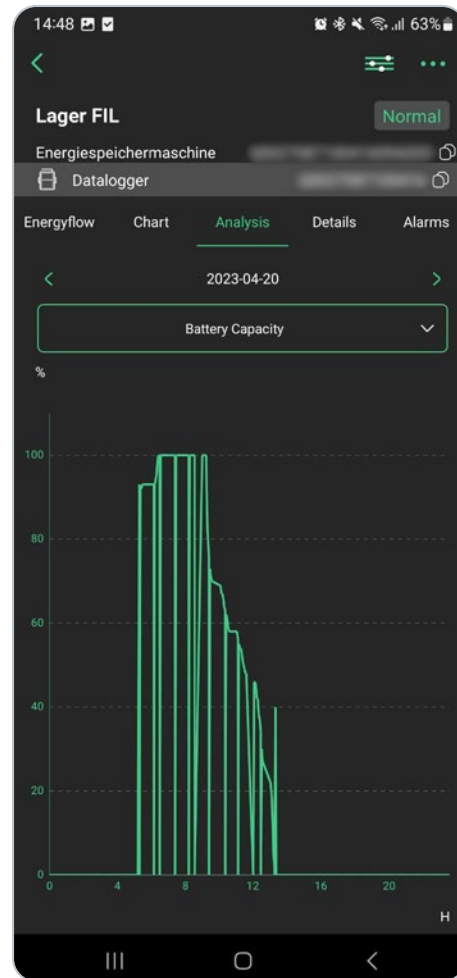 14:48 63%
Lager FIL Normal
Energiespeichermaschine
Datalogger
Energyflow Chart Analysis Details Alarms
2023-04-20
Battery Capacity
%
100
80
60
40
20
0
0 4 8 12 16 20
H